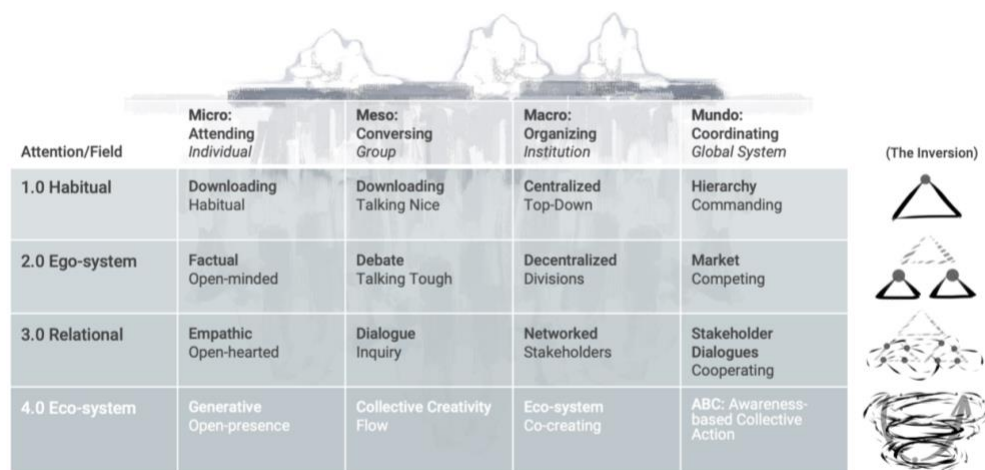 Micro:
Attending
Individual
Meso:
Conversing
Group
Macro:
Organizing
Institution
Mundo:
Coordinating
Global System
Attention/Field
(The Inversion)
1.0 Habitual
Downloading
Habitual
Downloading
Talking Nice
Centralized
Top-Down
Hierarchy
Commanding
2.0 Ego-system
Factual
Open-minded
Debate
Talking Tough
Decentralized
Divisions
Market
Competing
3.0 Relational
Empathic
Open-hearted
Dialogue
Inquiry
Networked
Stakeholders
Stakeholder
Dialogues
Cooperating
4.0 Eco-system
Generative
Open-presence
Collective Creativity
Flow
Eco-system
Co-creating
ABC: Awareness-
based Collective
Action